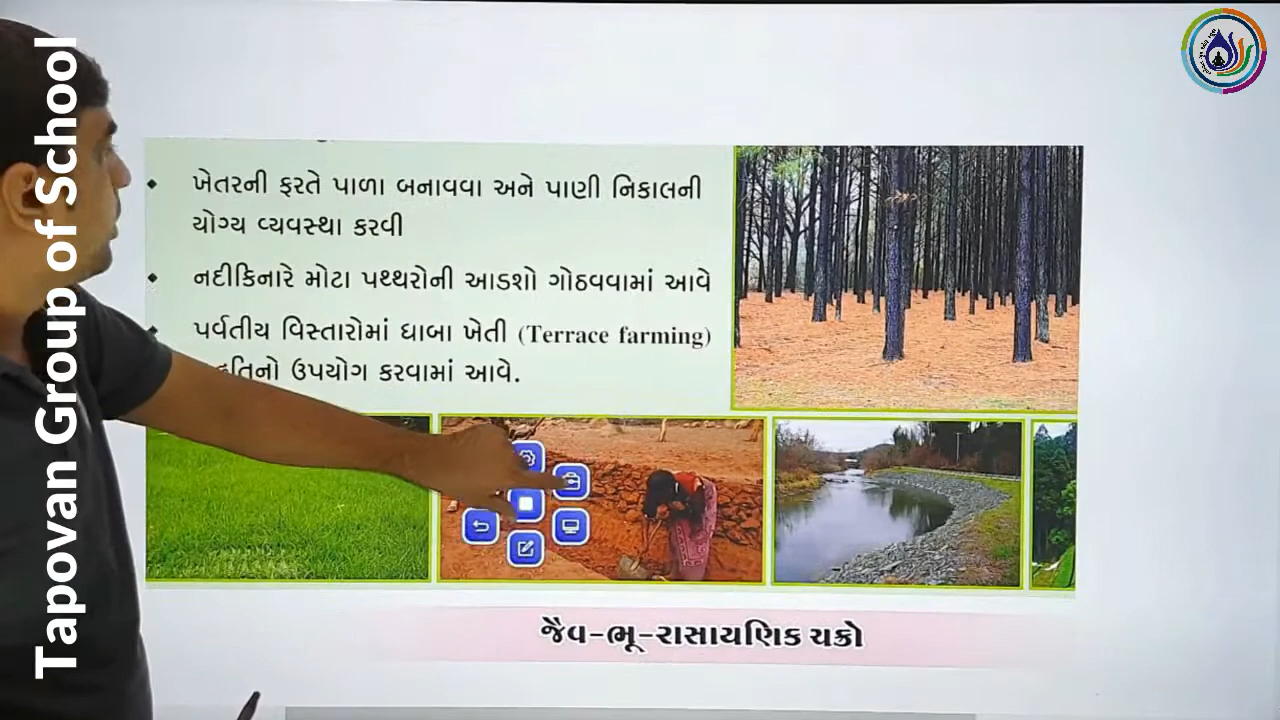 Tapovan Group of School
ખેતરની ફરતે પાળા બનાવવા અને પાણી નિકાલની
યોગ્ય વ્યવસ્થા કરવી
નદીકિનારે મોટા પથ્થરોની આડશો ગોઠવવામાં આવે
પર્વતીય વિસ્તારોમાં ધાબા ખેતી (Terrace farming)
ઉપયોગ કરવામાં આવે.
જૈવ-ભૂ-રાસાયણિક ચક્રો